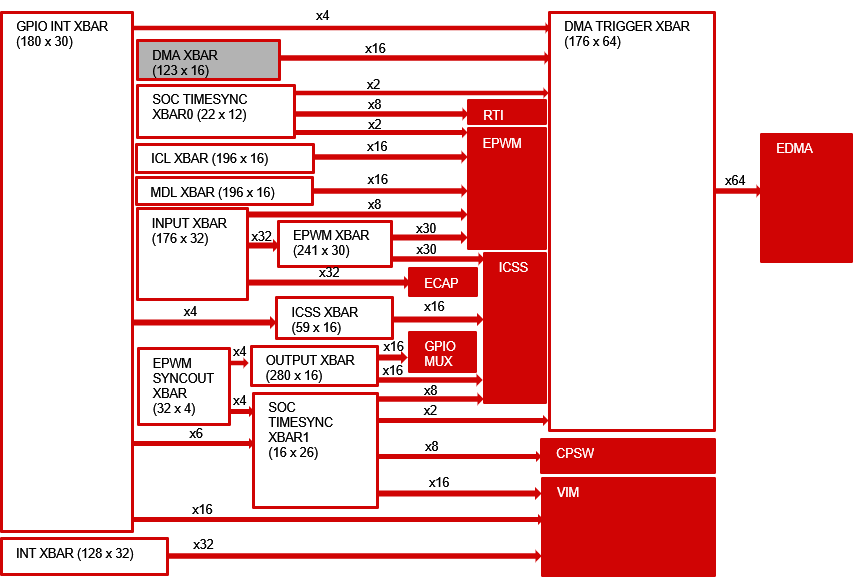 GPIO INT XBAR
(180 x 30)
x4
DMA TRIGGER XBAR
(176 x 64)
DMA XBAR
(123 x 16)
x16
SOC TIMESYNC
XBAR0 (22 x 12)
x2
x8
x2
RTI
EPWM
ICL XBAR (196 x 16)
x16
MDL XBAR (196 x 16)
x16
x8
INPUT XBAR
(176 x 32)
x32
EPWM XBAR
(241 x 30)
x30
x30
ICSS
x32
ECAP
x4
ICSS XBAR
(59 x 16)
x16
EPWM
SYNCOUT
XBAR
(32 x 4)
x4
x4
OUTPUT XBAR
(280 x 16)
x16
x16
GPIO
MUX
x6
SOC
TIMESYNC
XBAR1
(16 x 26)
x8
x2
x8
x16
CPSW
VIM
x16
INT XBAR (128 x 32)
x32
x64
EDMA